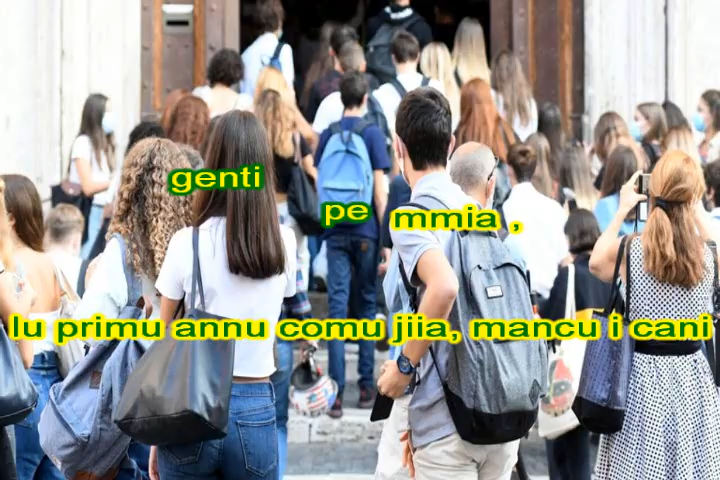 genti
pe mmia ,
lu primu annu comu jiia, mancu i cani